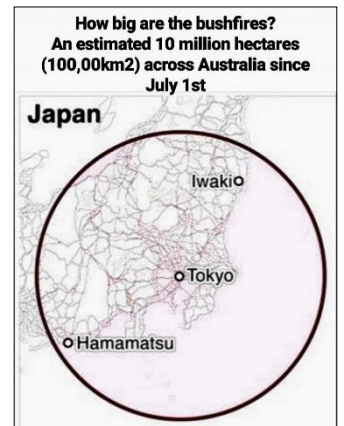 How big are the bushfires?
An estimated 10 million hectares
(100,00km2) across Australia since
July 1st
Japan
Iwaki
Tokyo
Hamamatsu